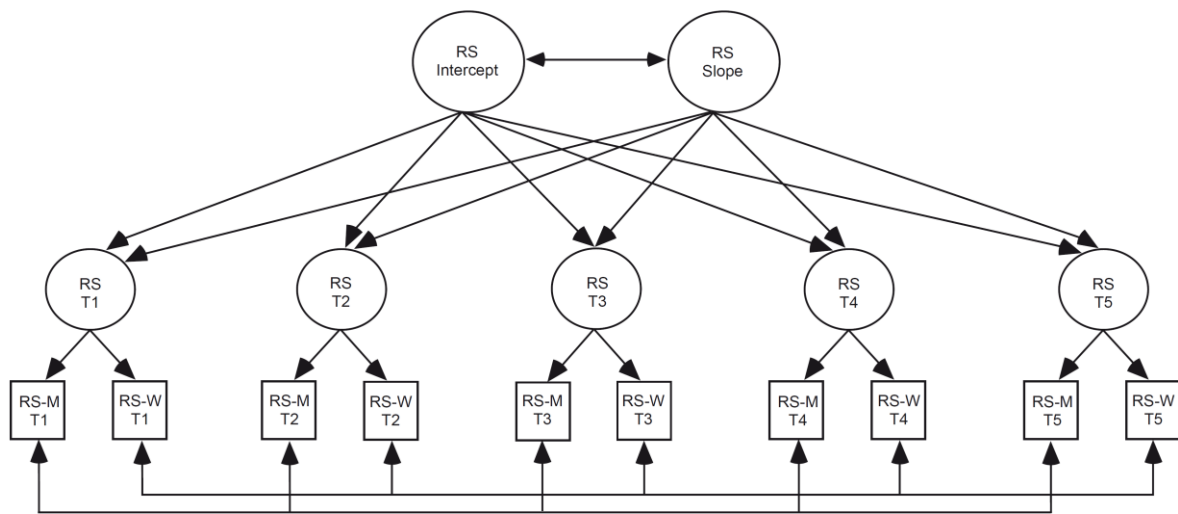 RS
Intercept
RS
Slope
RS
T1
RS
T2
RS
T3
RS
T4
RS
T5
RS-M
T1
RS-W
T1
RS-M
T2
RS-W
T2
RS-M
T3
RS-W
T3
RS-M
T4
RS-W
T4
RS-M
T5
RS-W
T5